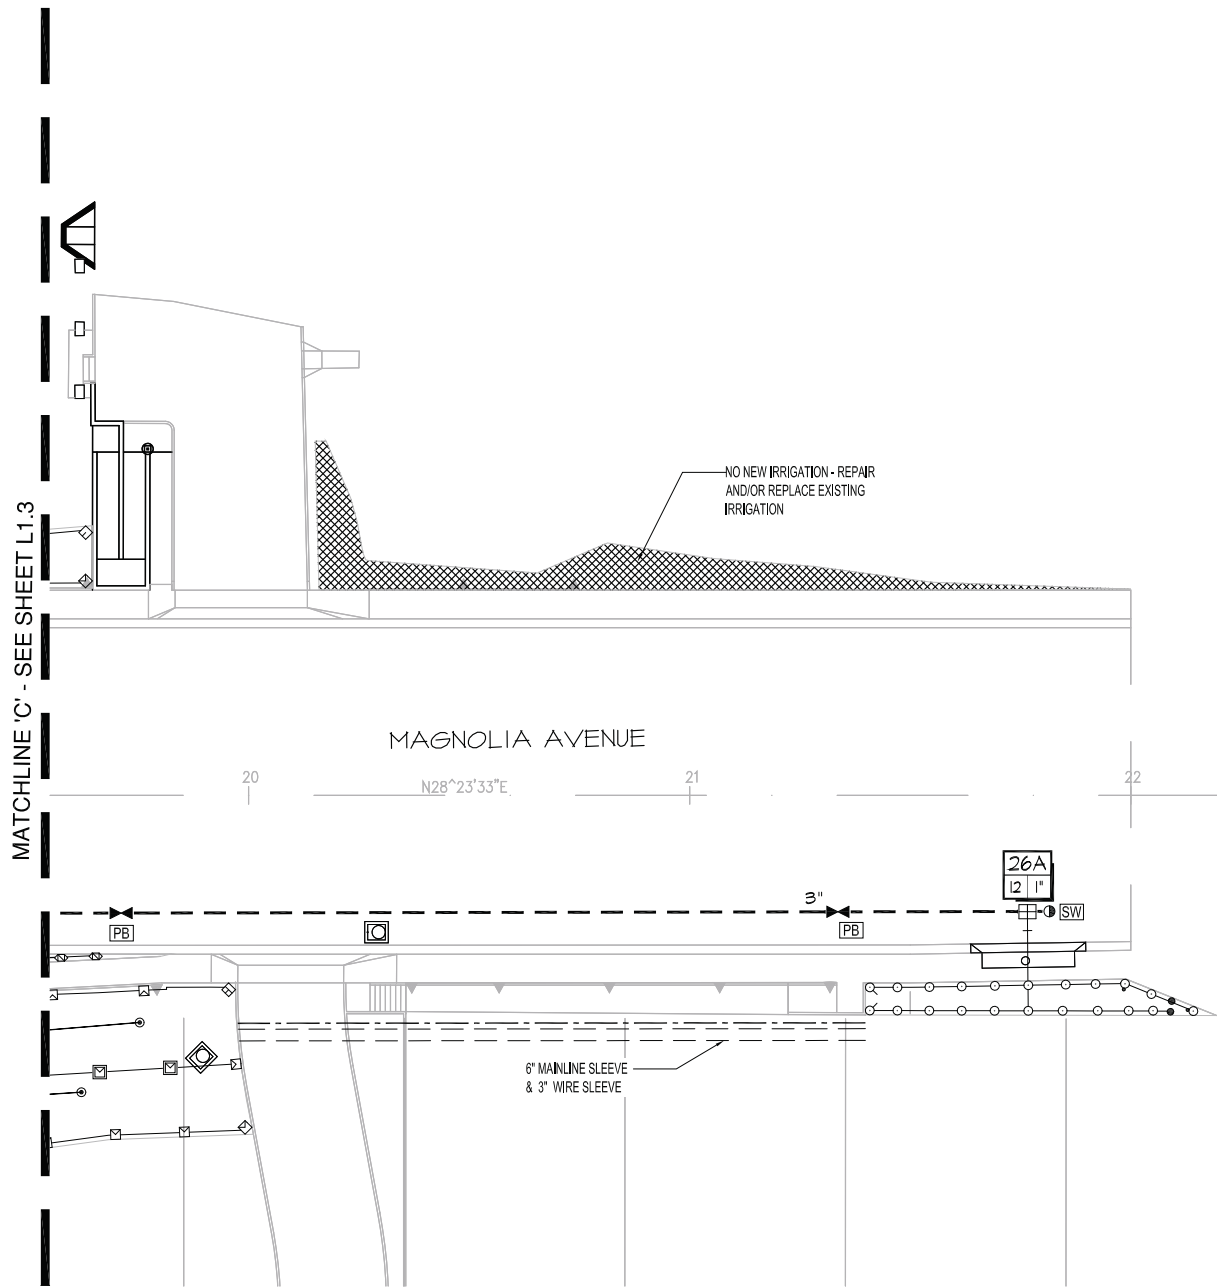 NO NEW IRRIGATION - REPAIR
AND/OR REPLACE EXISTING
IRRIGATION
MATCHLINE 'C' - SEE SHEET L1.3
MAGNOLIA AVENUE
20
N28^23'33"E
21
22
26A
12 1"
3"
PB
PB
SW
6" MAINLINE SLEEVE
& 3" WIRE SLEEVE